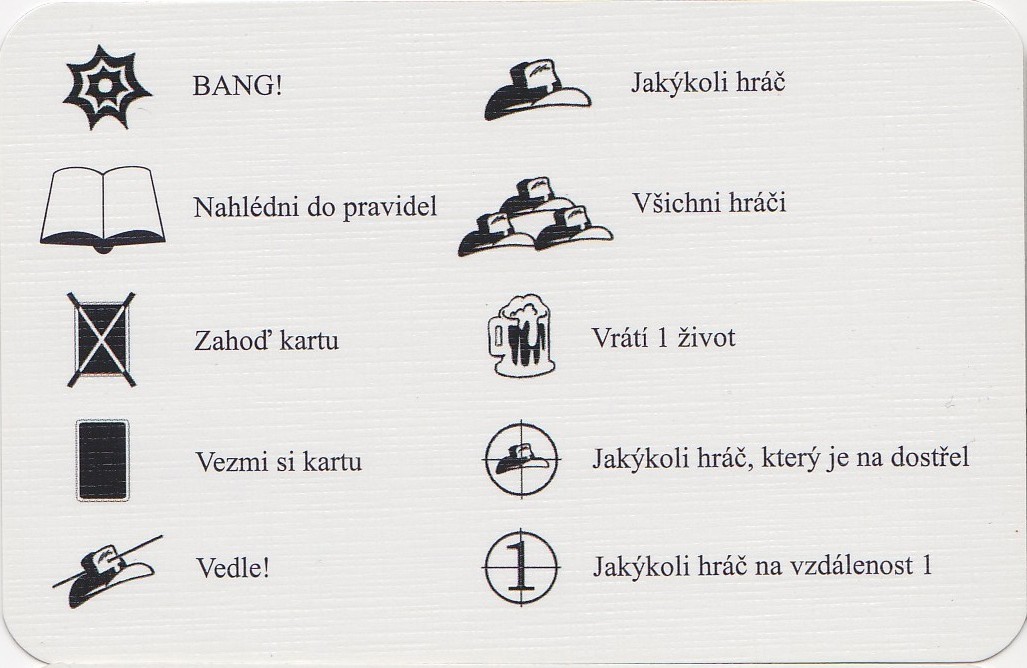 BANG!
Jakýkoli hráč
Nahlédni do pravidel
Všichni hráči
Zahoď kartu
Vrátí 1 život
Vezmi si kartu
Jakýkoli hráč, který je na dostřel
Vedle!
1
Jakýkoli hráč na vzdálenost 1